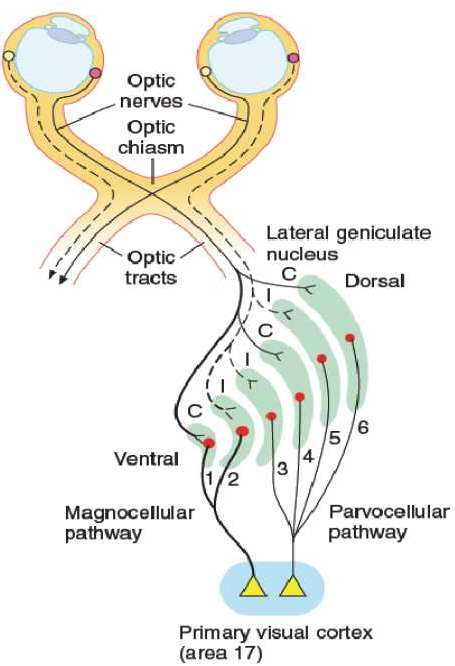 Optic
nerves
Optic
chiasm
Optic
tracts
Lateral geniculate
nucleus
C
Dorsal
I
C
I
I
C
Ventral
1
2
3
4
5
6
Magnocellular
pathway
Parvocellular
pathway
Primary visual cortex
(area 17)